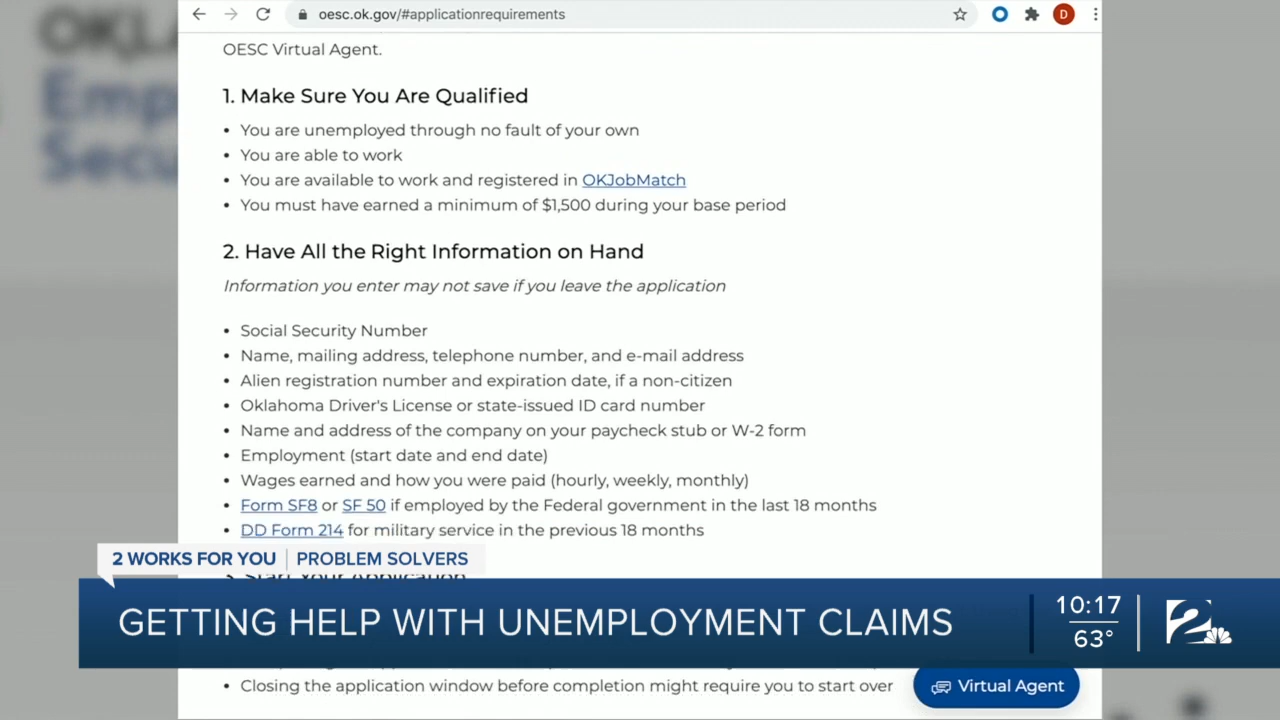 oesc.ok.gov/#applicationrequirements
D
OESC Virtual Agent.
1. Make Sure You Are Qualified
• You are unemployed through no fault of your own
• You are able to work
• You are available to work and registered in OKJobMatch
• You must have earned a minimum of $1,500 during your base period
2. Have All the Right Information on Hand
Information you enter may not save if you leave the application
• Social Security Number
• Name, mailing address, telephone number, and e-mail address
• Alien registration number and expiration date, if a non-citizen
• Oklahoma Driver's License or state-issued ID card number
• Name and address of the company on your paycheck stub or W-2 form
• Employment (start date and end date)
• Wages earned and how you were paid (hourly, weekly, monthly)
• Form SF8 or SF 50 if employed by the Federal government in the last 18 months
• DD Form 214 for military service in the previous 18 months
2 WORKS FOR YOU | PROBLEM SOLVERS
3. Start Your Application
GETTING HELP WITH UNEMPLOYMENT CLAIMS
10:17
63°
2
• Closing the application window before completion might require you to start over
Virtual Agent